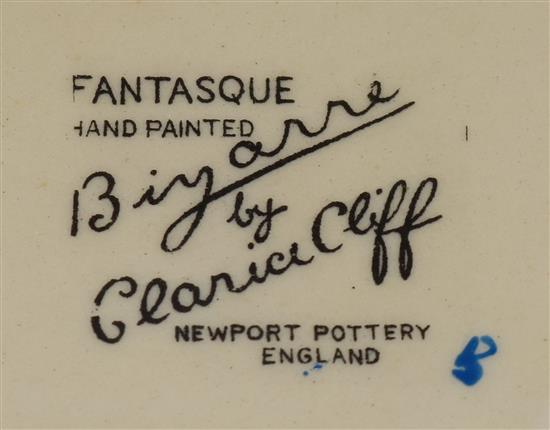 FANTASQUE
HAND PAINTED
Bizarre
by
Clarice Cliff
NEWPORT POTTERY
ENGLAND